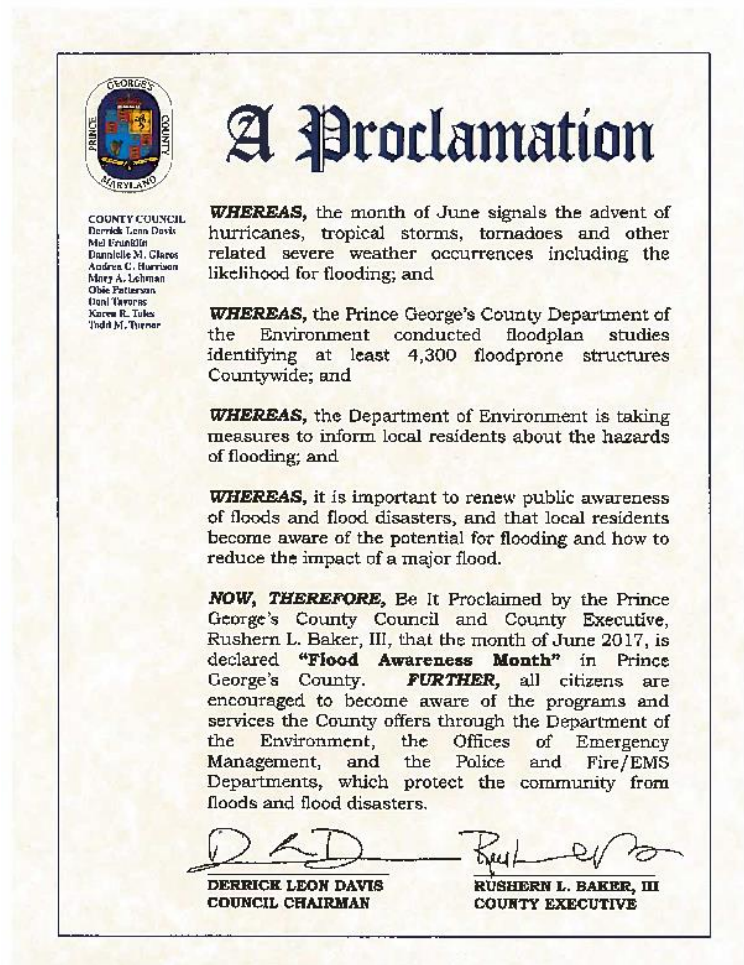 GEORGE'S
PRINCE
COUNTY
MARYLAND
A Proclamation
COUNTY COUNCIL
Derrick Leon Davis
Mel Franklin
Dannielle M. Glaros
Andrea C. Harrison
Mary A. Lehman
Obie Patterson
Deni Taveras
Karen R. Toles
Todd M. Turner
WHEREAS, the month of June signals the advent of
hurricanes, tropical storms, tornadoes and other
related severe weather occurrences including the
likelihood for flooding; and
WHEREAS, the Prince George's County Department of
the Environment conducted floodplan studies
identifying at least 4,300 floodprone structures
Countywide; and
WHEREAS, the Department of Environment is taking
measures to inform local residents about the hazards
of flooding; and
WHEREAS, it is important to renew public awareness
of floods and flood disasters, and that local residents
become aware of the potential for flooding and how to
reduce the impact of a major flood.
NOW, THEREFORE, Be It Proclaimed by the Prince
George's County Council and County Executive,
Rushern L. Baker, III, that the month of June 2017, is
declared "Flood Awareness Month" in Prince
George's County. FURTHER, all citizens are
encouraged to become aware of the programs and
services the County offers through the Department of
the Environment, the Offices of Emergency
Management, and the Police and Fire/EMS
Departments, which protect the community from
floods and flood disasters.
DERRICK LEON DAVIS
COUNCIL CHAIRMAN
RUSHERN L. BAKER, III
COUNTY EXECUTIVE